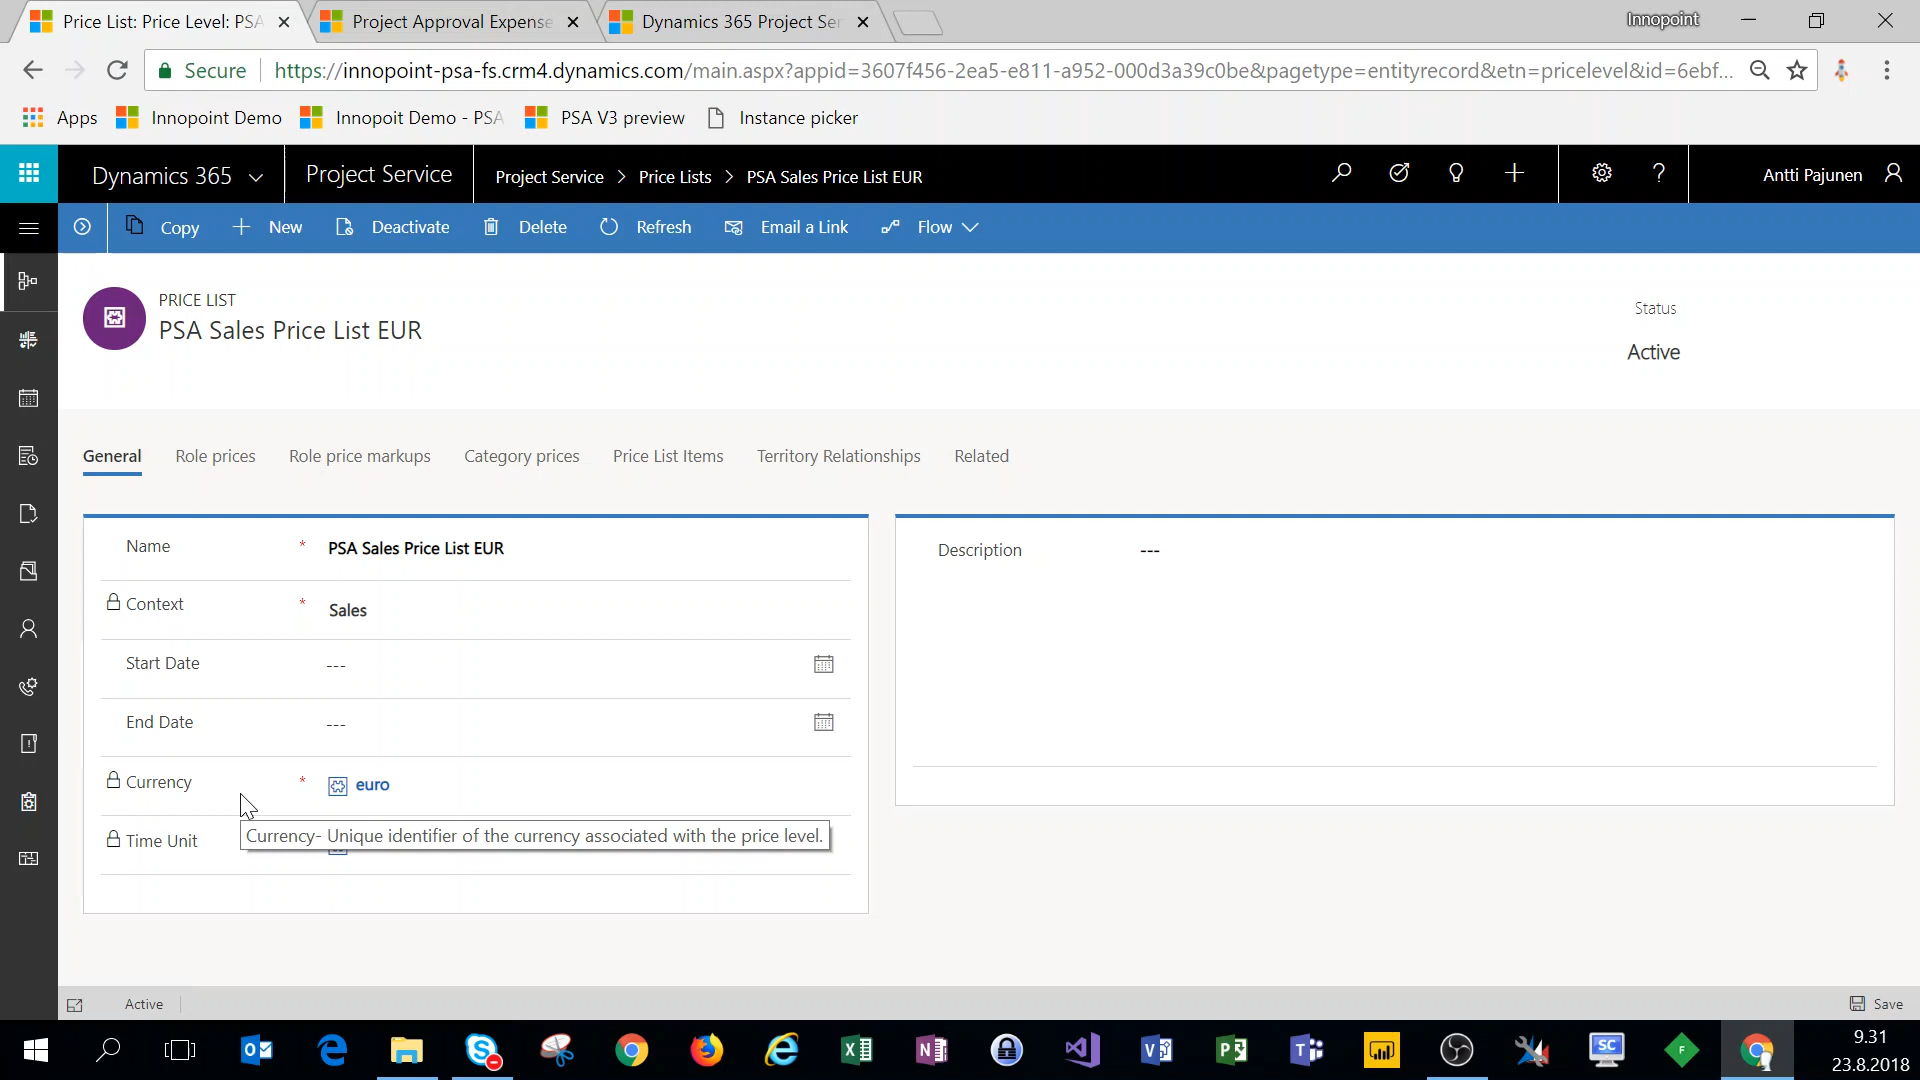 Price List: Price Level: PSA
Project Approval Expense
Dynamics 365 Project Ser
Innopoint
Secure
https://innopoint-psa-fs.crm4.dynamics.com/main.aspx?appid=3607f456-2ea5-e811-a952-000d3a39c0be&pagetype=entityrecord&etn=pricelevel&id=6ebf...
Apps
Innopoint Demo
Innopoit Demo - PSA
PSA V3 preview
Instance picker
Dynamics 365
Project Service
Project Service > Price Lists > PSA Sales Price List EUR
Antti Pajunen
Copy
New
Deactivate
Delete
Refresh
Email a Link
Flow
PRICE LIST
PSA Sales Price List EUR
Status
Active
General
Role prices
Role price markups
Category prices
Price List Items
Territory Relationships
Related
Name * PSA Sales Price List EUR
Context * Sales
Start Date ---
End Date ---
Currency * euro
Currency- Unique identifier of the currency associated with the price level.
Time Unit
Description ---
Active
Save
9.31
23.8.2018